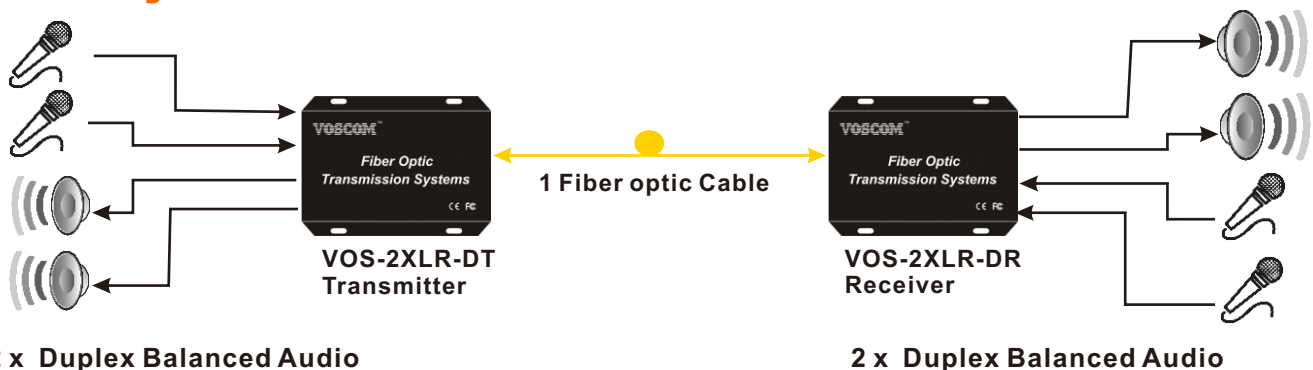 VOSCOM™
Fiber Optic
Transmission Systems
CE FC
VOS-2XLR-DT
Transmitter
1 Fiber optic Cable
VOSCOM™
Fiber Optic
Transmission Systems
CE FC
VOS-2XLR-DR
Receiver
x Duplex Balanced Audio
2 x Duplex Balanced Audio